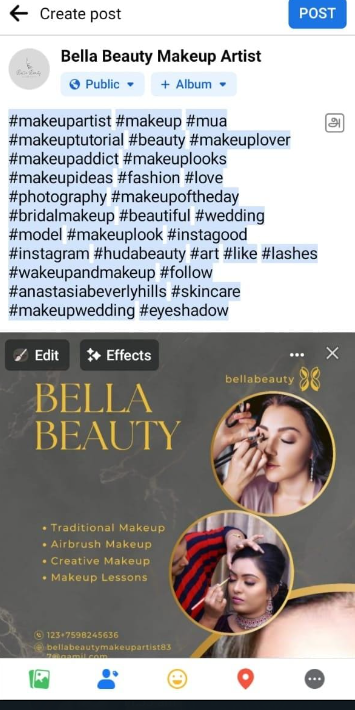 Create post
POST
Bella Beauty Makeup Artist
Public
+ Album
#makeupartist #makeup #mua
#makeuptutorial #beauty #makeuplover
#makeupaddict #makeuplooks
#makeupideas #fashion #love
#photography #makeupoftheday
#bridalmakeup #beautiful #wedding
#model #makeuplook #instagood
#instagram #hudabeauty #art #like #lashes
#wakeupandmakeup #follow
#anastasiabeverlyhills #skincare
#makeupwedding #eyeshadow
Edit
Effects
bellabeauty
BELLA
BEAUTY
• Traditional Makeup
• Airbrush Makeup
• Creative Makeup
• Makeup Lessons
123+7598245636
bellabeautymakeupartist83
7@gamil.com